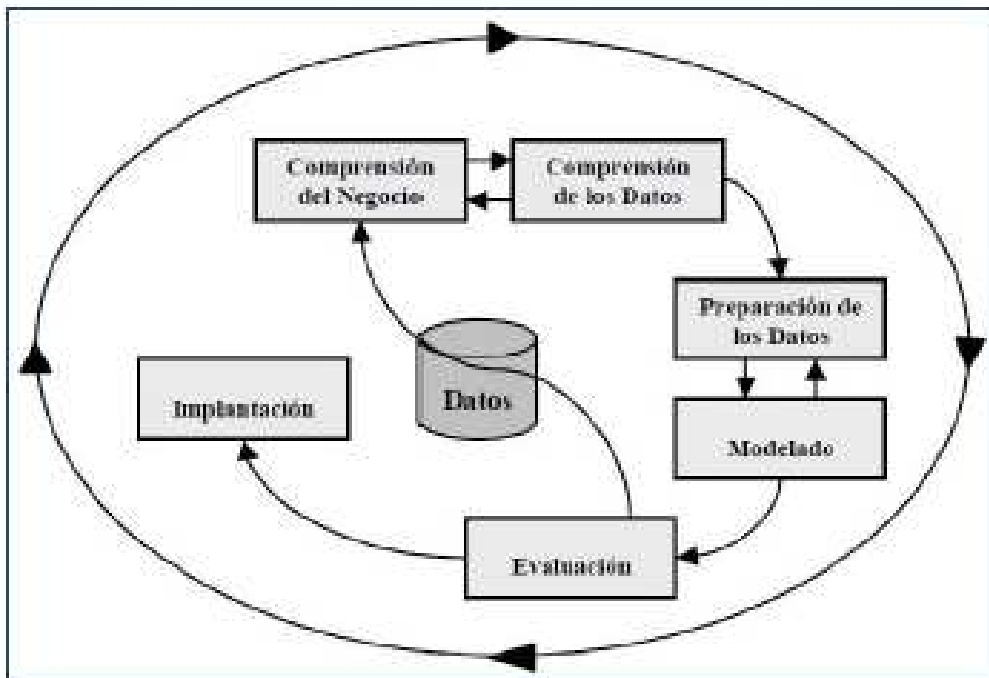 Comprensión
del Negocio
Comprensión
de los Datos
Preparación de
los Datos
Datos
Implantación
Modelado
Evaluación